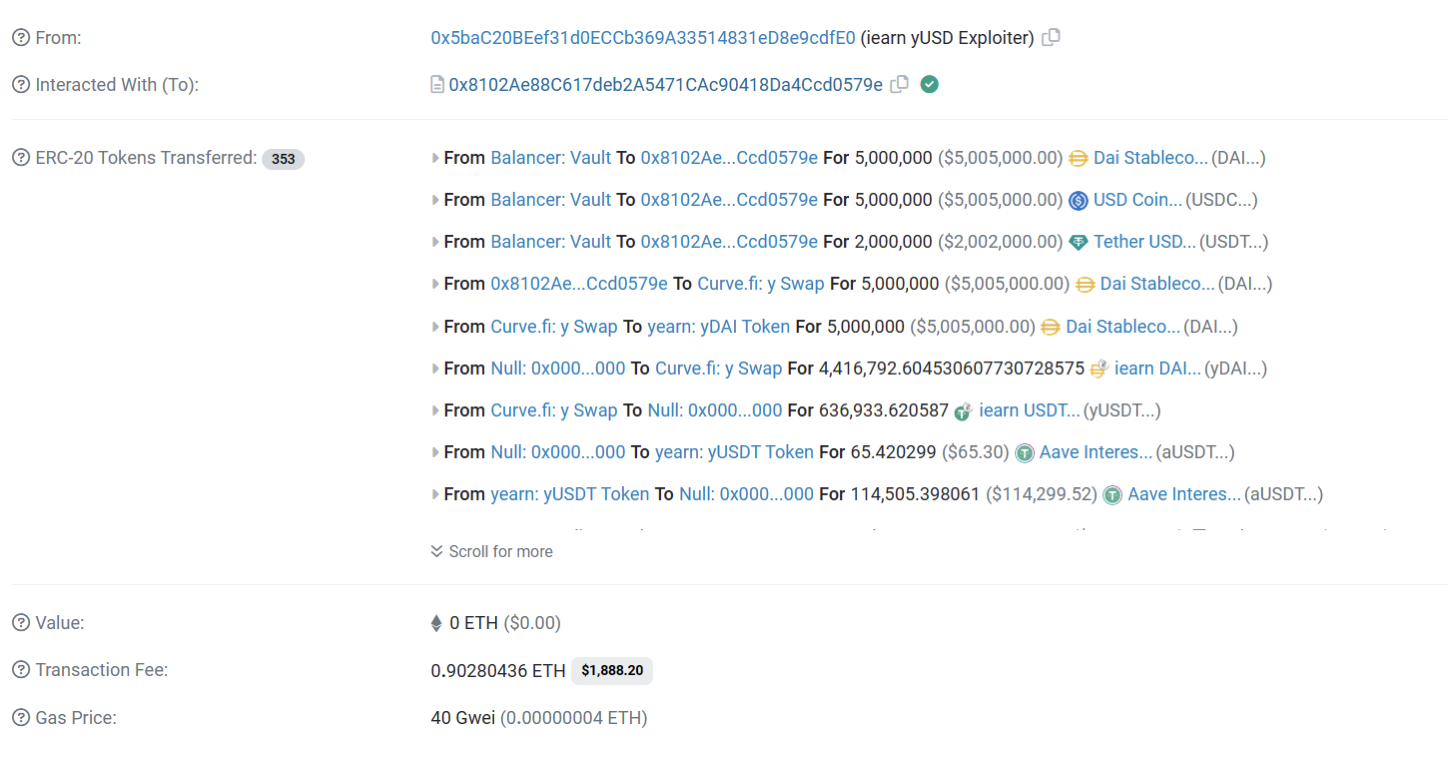 From: 0x5baC20BEef31d0ECCb369A33514831eD8e9cdfE0 (iearn yUSD Exploiter)
Interacted With (To): 0x8102Ae88C617deb2A5471CAc90418Da4Ccd0579e
ERC-20 Tokens Transferred: 353 From Balancer: Vault To 0x8102Ae...Ccd0579e For 5,000,000 ($5,005,000.00) Dai Stableco... (DAI...)
From Balancer: Vault To 0x8102Ae...Ccd0579e For 5,000,000 ($5,005,000.00) USD Coin... (USDC...)
From Balancer: Vault To 0x8102Ae...Ccd0579e For 2,000,000 ($2,002,000.00) Tether USD... (USDT...)
From 0x8102Ae...Ccd0579e To Curve.fi: y Swap For 5,000,000 ($5,005,000.00) Dai Stableco... (DAI...)
From Curve.fi: y Swap To yearn: yDAI Token For 5,000,000 ($5,005,000.00) Dai Stableco... (DAI...)
From Null: 0x000...000 To Curve.fi: y Swap For 4,416,792.604530607730728575 iearn DAI... (yDAI...)
From Curve.fi: y Swap To Null: 0x000...000 For 636,933.620587 iearn USDT... (yUSDT...)
From Null: 0x000...000 To yearn: yUSDT Token For 65.420299 ($65.30) Aave Interes... (aUSDT...)
From yearn: yUSDT Token To Null: 0x000...000 For 114,505.398061 ($114,299.52) Aave Interes... (aUSDT...)
Scroll for more
Value: 0 ETH ($0.00)
Transaction Fee: 0.90280436 ETH $1,888.20
Gas Price: 40 Gwei (0.00000004 ETH)